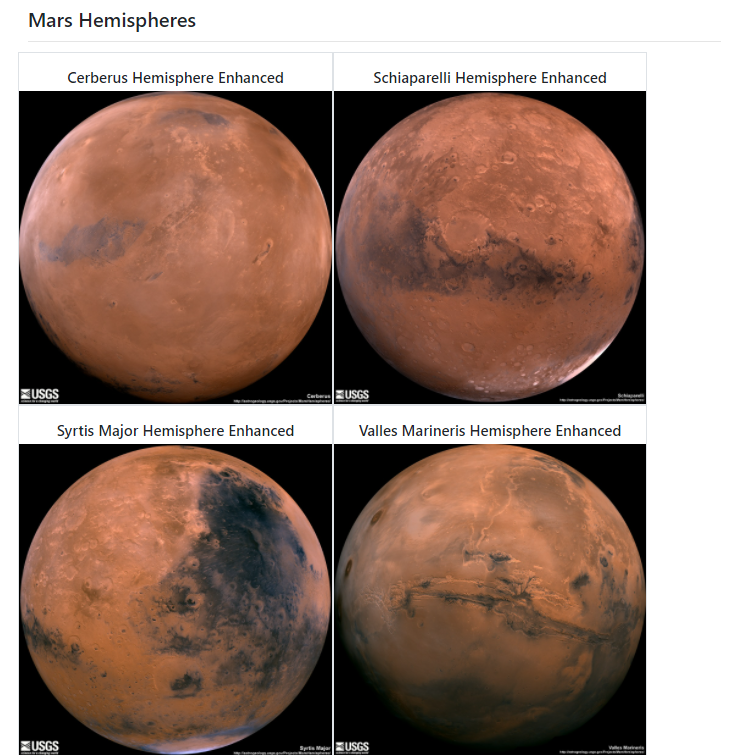 Mars Hemispheres
Cerberus Hemisphere Enhanced
Schiaparelli Hemisphere Enhanced
USGS
Cerberus
USGS
Schiaparelli
Syrtis Major Hemisphere Enhanced
Valles Marineris Hemisphere Enhanced
USGS
Syrtis Major
USGS
Valles Marineris